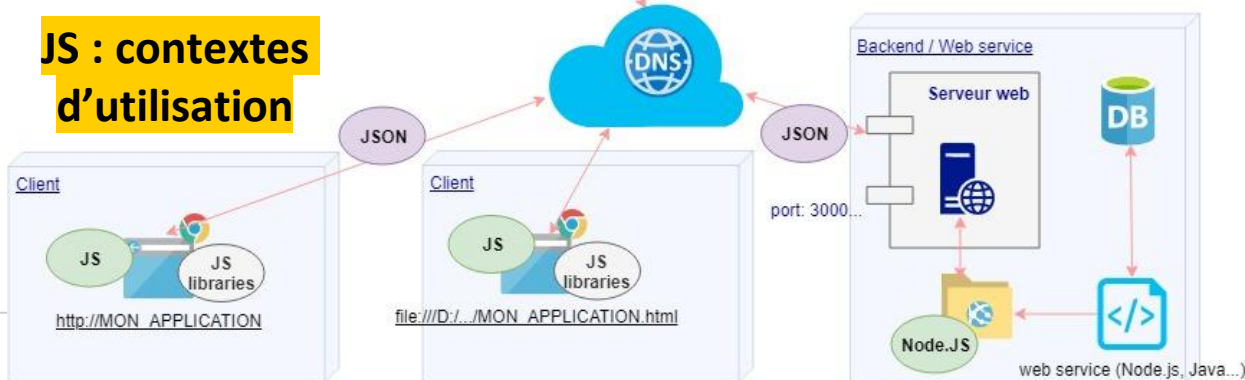 JS : contextes
d’utilisation
DNS
JSON
JSON
Client
JS
JS
libraries
http://MON_APPLICATION
Client
JS
JS
libraries
file:///D:/.../MON_APPLICATION.html
Backend / Web service
Serveur web
port: 3000...
DB
Node.JS
</>
web service (Node.js, Java...)